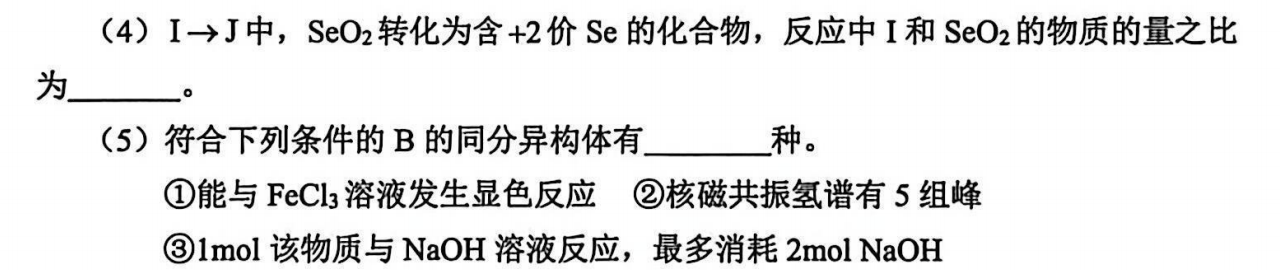 （4）I→J中，SeO₂转化为含+2价 Se 的化合物，反应中 I 和 SeO₂的物质的量之比
为______。
（5）符合下列条件的 B 的同分异构体有_______种。
①能与 FeCl₃溶液发生显色反应 ②核磁共振氢谱有 5 组峰
③1mol 该物质与 NaOH 溶液反应，最多消耗 2mol NaOH